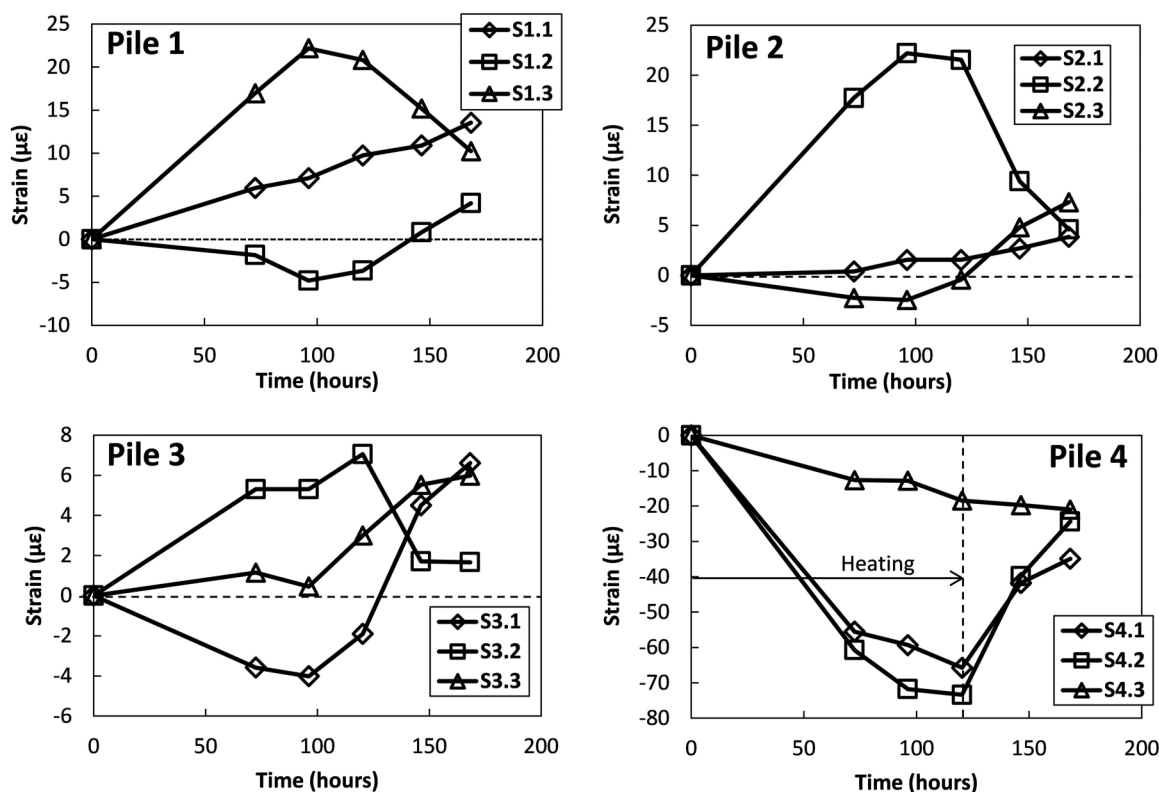 Pile 1
S1.1
S1.2
S1.3
Strain (με)
25
20
15
10
5
0
-5
-10
0 50 100 150 200
Time (hours)
Pile 2
S2.1
S2.2
S2.3
Strain (με)
25
20
15
10
5
0
-5
0 50 100 150 200
Time (hours)
Pile 3
S3.1
S3.2
S3.3
Strain (με)
8
6
4
2
0
-2
-4
-6
0 50 100 150 200
Time (hours)
Pile 4
Heating
S4.1
S4.2
S4.3
Strain (με)
0
-10
-20
-30
-40
-50
-60
-70
-80
0 50 100 150 200
Time (hours)